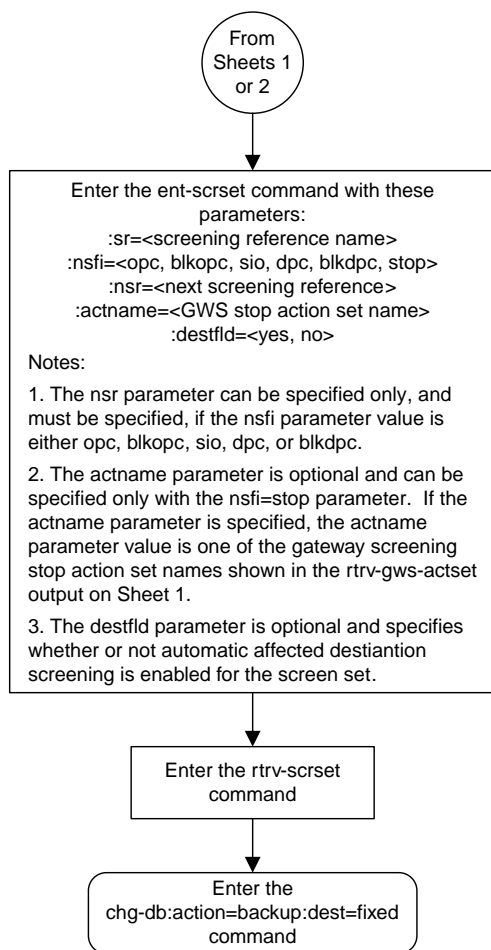 From
Sheets 1
or 2
Enter the ent-scrset command with these
parameters:
:sr=<screening reference name>
:nsfi=<opc, blkopc, sio, dpc, blkdpc, stop>
:nsr=<next screening reference>
:actname=<GWS stop action set name>
:destfld=<yes, no>
Notes:
1. The nsr parameter can be specified only, and
must be specified, if the nsfi parameter value is
either opc, blkopc, sio, dpc, or blkdpc.
2. The actname parameter is optional and can be
specified only with the nsfi=stop parameter.  If the
actname parameter is specified, the actname
parameter value is one of the gateway screening
stop action set names shown in the rtrv-gws-actset
output on Sheet 1.
3. The destfld parameter is optional and specifies
whether or not automatic affected destiantion
screening is enabled for the screen set.
Enter the rtrv-scrset
command
Enter the
chg-db:action=backup:dest=fixed
command